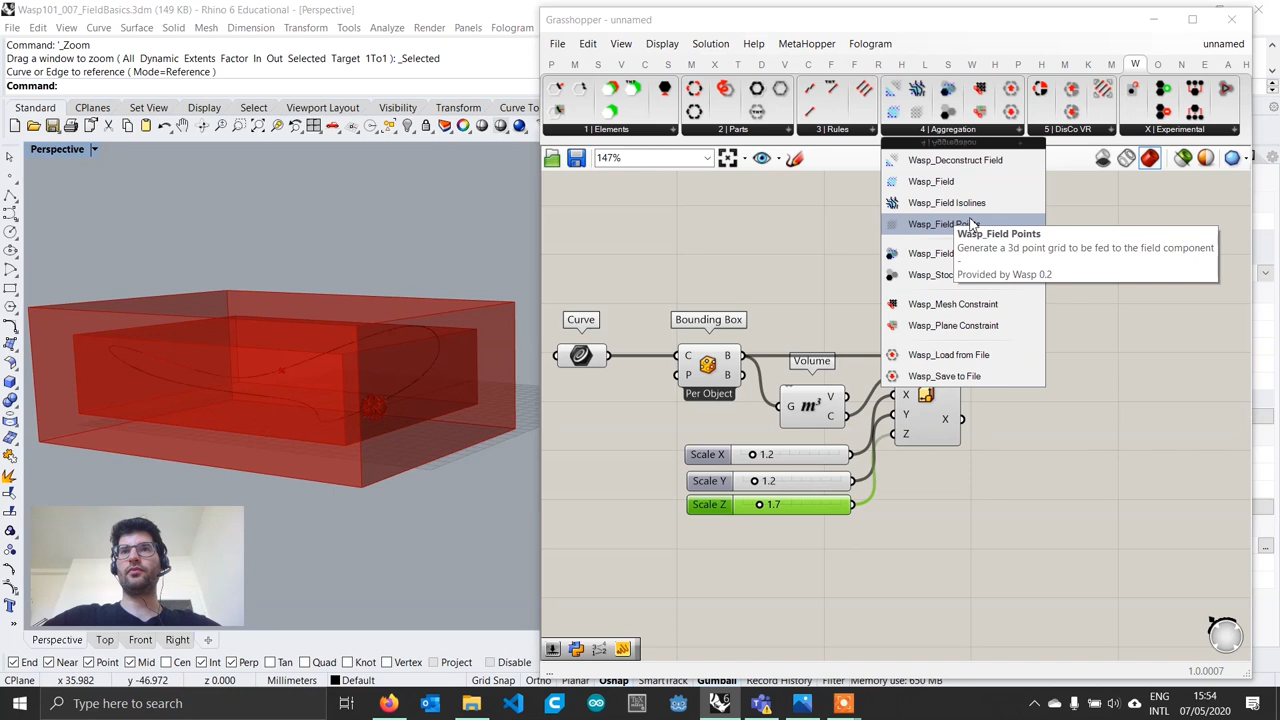 Wasp101_007_FieldBasics.3dm (149 KB) - Rhino 6 Educational - [Perspective]
File Edit View Curve Surface Solid Mesh Dimension Transform Tools Analyze Render Panels Fologram
Command: '_Zoom
Drag a window to zoom ( All Dynamic Extents Factor In Out Selected Target 1To1 ): _Selected
Curve or Edge to reference ( Mode=Reference )
Command:
Standard CPlanes Set View Display Select Viewport Layout Visibility Transform Curve To
Perspective
Grasshopper - unnamed
File Edit View Display Solution Help MetaHopper Fologram unnamed
P M S V C S M I T D W H L S W T A K M H B M S W O N R E A H
1 | Elements 2 | Parts 3 | Rules 4 | Aggregation 5 | DisCo VR X | Experimental
147%
4 | Aggregation
Wasp_Deconstruct Field
Wasp_Field
Wasp_Field Isolines
Wasp_Field Points
Wasp_Field
Wasp_Stoc
Wasp_Mesh Constraint
Wasp_Plane Constraint
Wasp_Load from File
Wasp_Save to File
Wasp_Field Points
Generate a 3d point grid to be fed to the field component
-
Provided by Wasp 0.2
Curve
Bounding Box
C B
P B
Per Object
Volume
G m³ V
C
X
Y X
Z
Scale X 1.2
Scale Y 1.2
Scale Z 1.7
...
1.0.0007
Perspective Top Front Right
End Near Point Mid Cen Int Perp Tan Quad Knot Vertex Project Disable
CPlane x 35.982 y -46.972 z 0.000 Millimeters Default Grid Snap Ortho Planar Osnap SmartTrack Gumball Record History Filter Memory use: 650 MB
Type here to search
ENG
INTL
15:54
07/05/2020